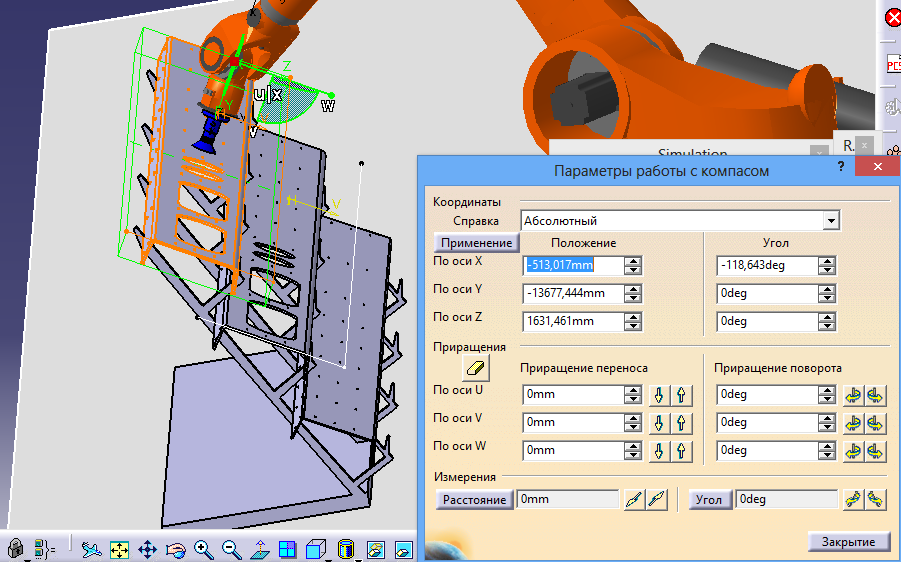 Z
u|x
w
Y
V
V
H
Simulation
R.
PCS
Параметры работы с компасом
?
Координаты
Справка Абсолютный
Применение Положение Угол
По оси X -513,017mm -118,643deg
По оси Y -13677,444mm 0deg
По оси Z 1631,461mm 0deg
Приращения
Приращение переноса Приращение поворота
По оси U 0mm 0deg
По оси V 0mm 0deg
По оси W 0mm 0deg
Измерения
Расстояние 0mm Угол 0deg
Закрытие